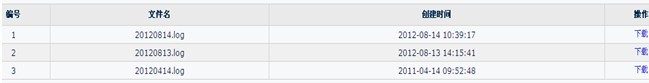 编号 文件名 创建时间 操作
1 20120814.log 2012-08-14 10:39:17 下载
2 20120813.log 2012-08-13 14:15:41 下载
3 20120414.log 2011-04-14 09:52:48 下载